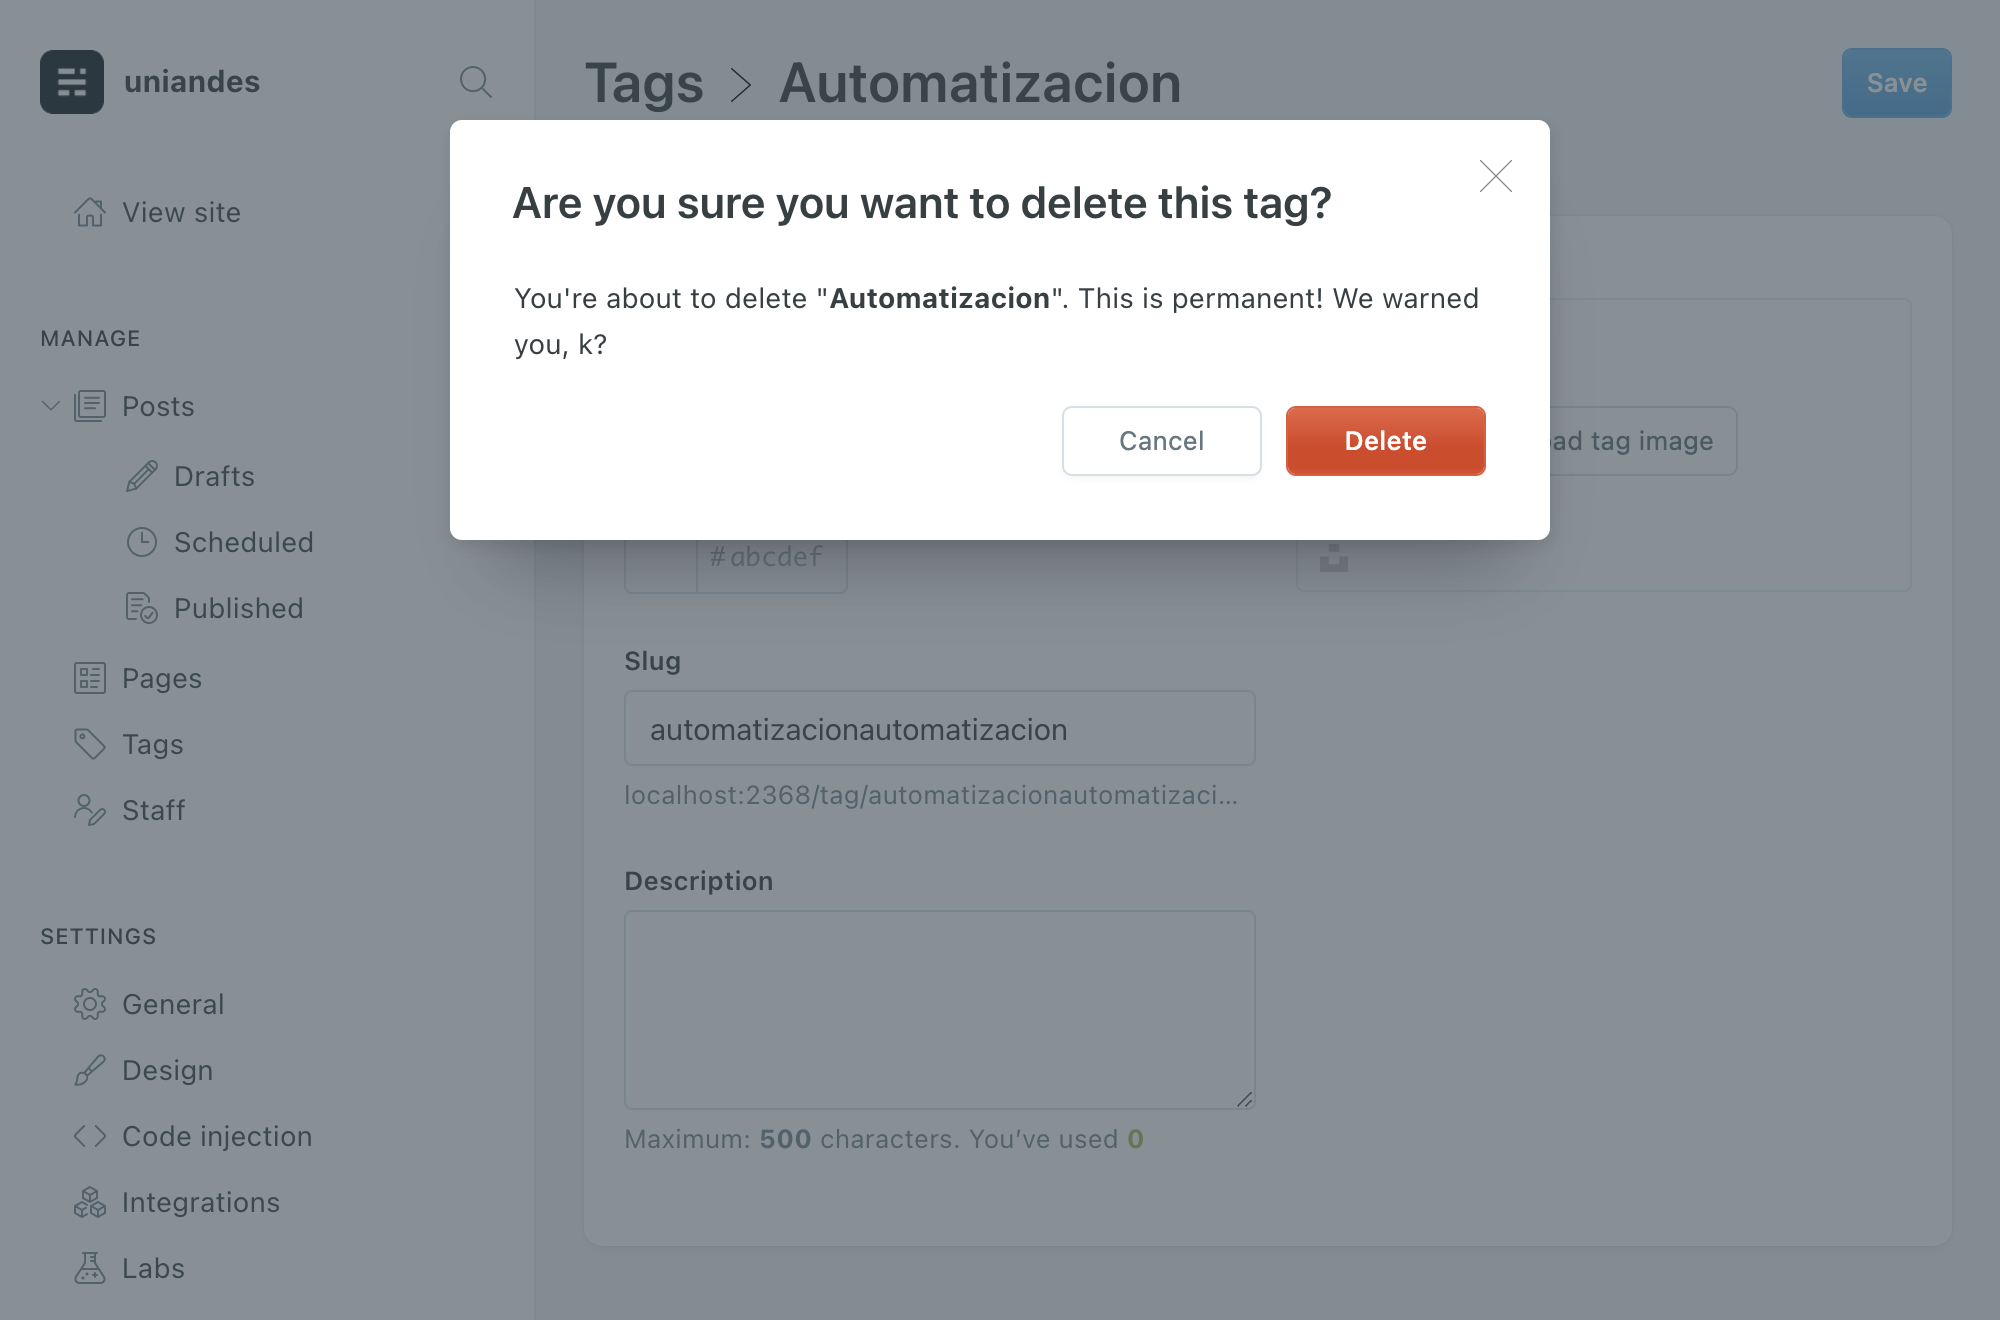 uniandes
View site
MANAGE
Posts
Drafts
Scheduled
Published
Pages
Tags
Staff
SETTINGS
General
Design
Code injection
Integrations
Labs
Tags > Automatizacion
Save
Are you sure you want to delete this tag?
You're about to delete "Automatizacion". This is permanent! We warned
you, k?
Cancel
Delete
tag image
#abcdef
Slug
automatizacionautomatizacion
localhost:2368/tag/automatizacionautomatizaci...
Description
Maximum: 500 characters. You’ve used 0